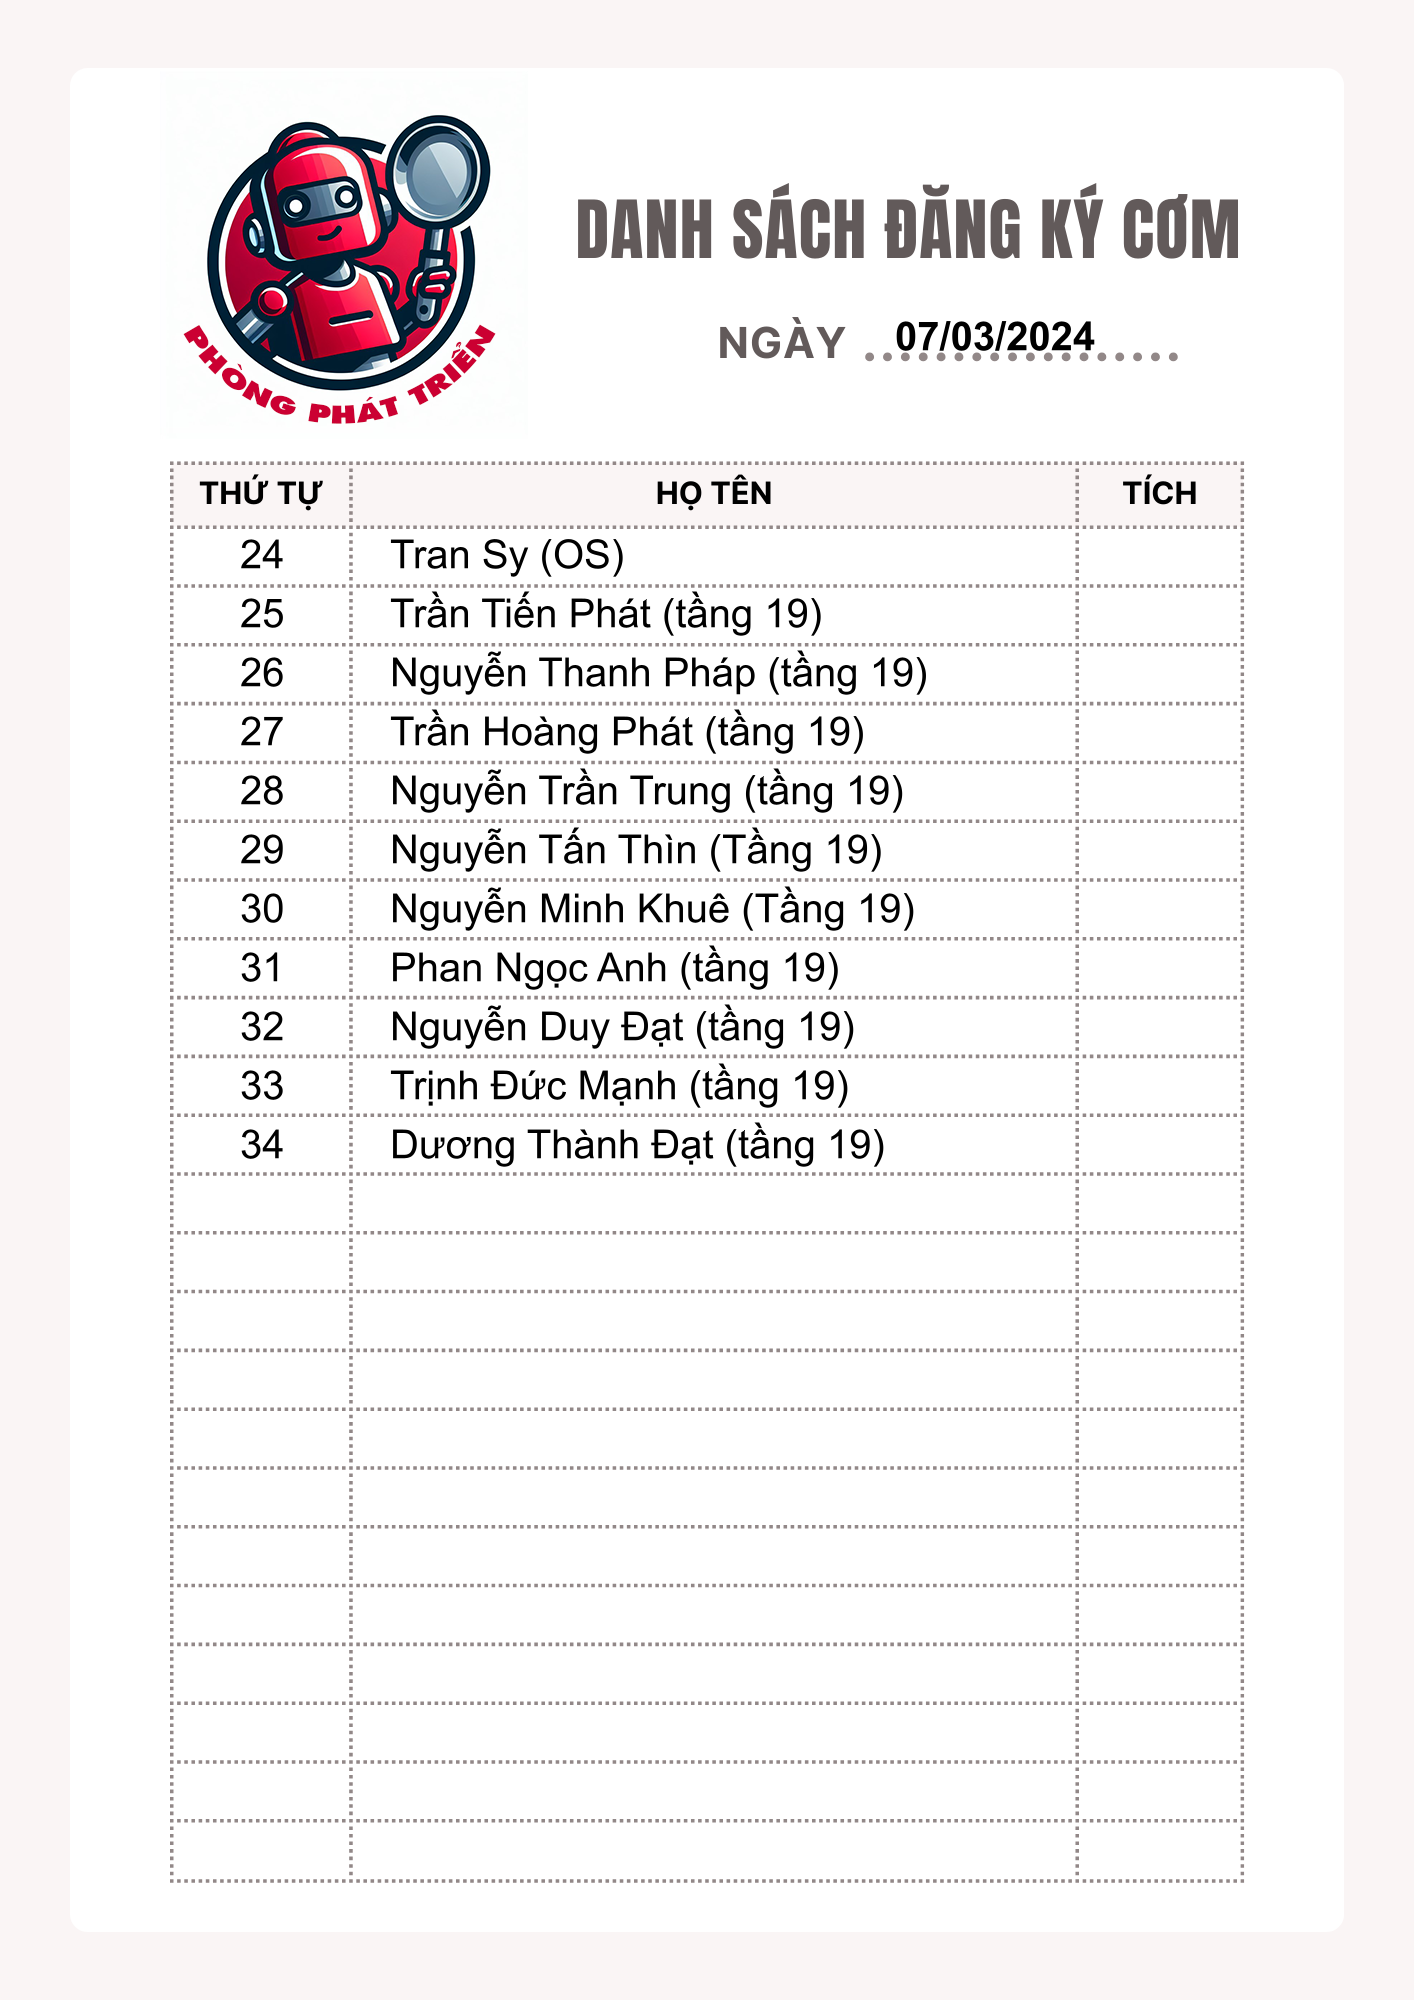 PHÒNG PHÁT TRIỂN
DANH SÁCH ĐĂNG KÝ CƠM
NGÀY 07/03/2024
THỨ TỰ HỌ TÊN TÍCH
24 Tran Sy (OS)
25 Trần Tiến Phát (tầng 19)
26 Nguyễn Thanh Pháp (tầng 19)
27 Trần Hoàng Phát (tầng 19)
28 Nguyễn Trần Trung (tầng 19)
29 Nguyễn Tấn Thìn (Tầng 19)
30 Nguyễn Minh Khuê (Tầng 19)
31 Phan Ngọc Anh (tầng 19)
32 Nguyễn Duy Đạt (tầng 19)
33 Trịnh Đức Mạnh (tầng 19)
34 Dương Thành Đạt (tầng 19)